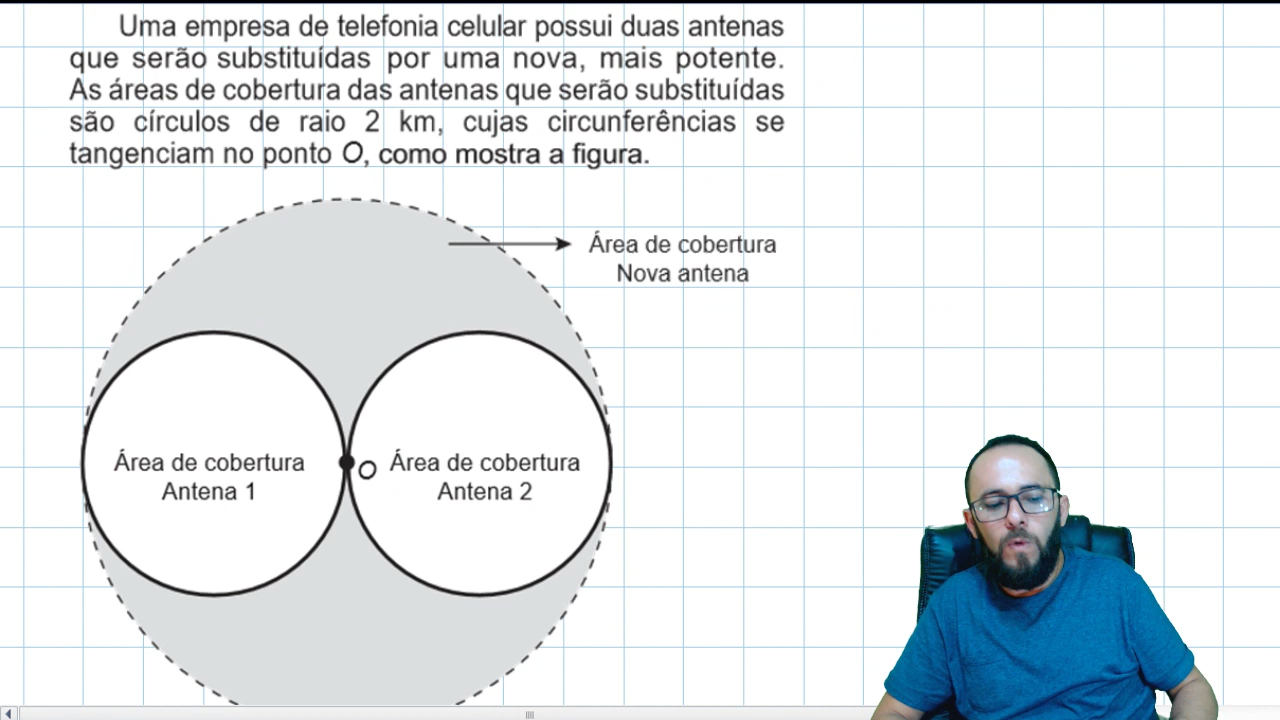 Uma empresa de telefonia celular possui duas antenas
que serão substituídas por uma nova, mais potente.
As áreas de cobertura das antenas que serão substituídas
são círculos de raio 2 km, cujas circunferências se
tangenciam no ponto O, como mostra a figura.
Área de cobertura
Nova antena
Área de cobertura
Antena 1
O
Área de cobertura
Antena 2